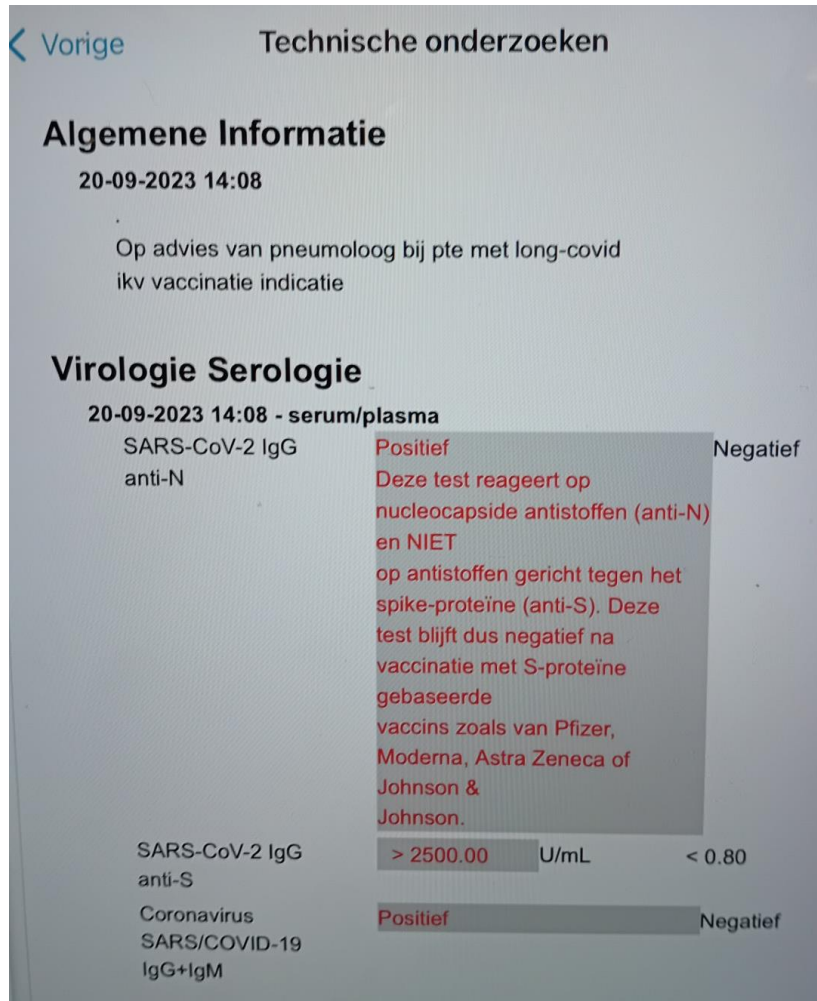 Vorige
Technische onderzoeken
Algemene Informatie
20-09-2023 14:08
.
Op advies van pneumoloog bij pte met long-covid
ikv vaccinatie indicatie
Virologie Serologie
20-09-2023 14:08 - serum/plasma
SARS-CoV-2 IgG
anti-N
Positief
Deze test reageert op
nucleocapside antistoffen (anti-N)
en NIET
op antistoffen gericht tegen het
spike-proteïne (anti-S). Deze
test blijft dus negatief na
vaccinatie met S-proteïne
gebaseerde
vaccins zoals van Pfizer,
Moderna, Astra Zeneca of
Johnson &
Johnson.
Negatief
SARS-CoV-2 IgG
anti-S
> 2500.00
U/mL
< 0.80
Coronavirus
SARS/COVID-19
IgG+IgM
Positief
Negatief